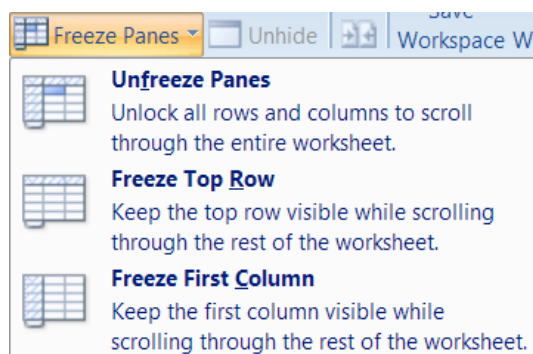 Save
Freeze Panes Unhide Workspace W
Unfreeze Panes
Unlock all rows and columns to scroll
through the entire worksheet.
Freeze Top Row
Keep the top row visible while scrolling
through the rest of the worksheet.
Freeze First Column
Keep the first column visible while
scrolling through the rest of the worksheet.